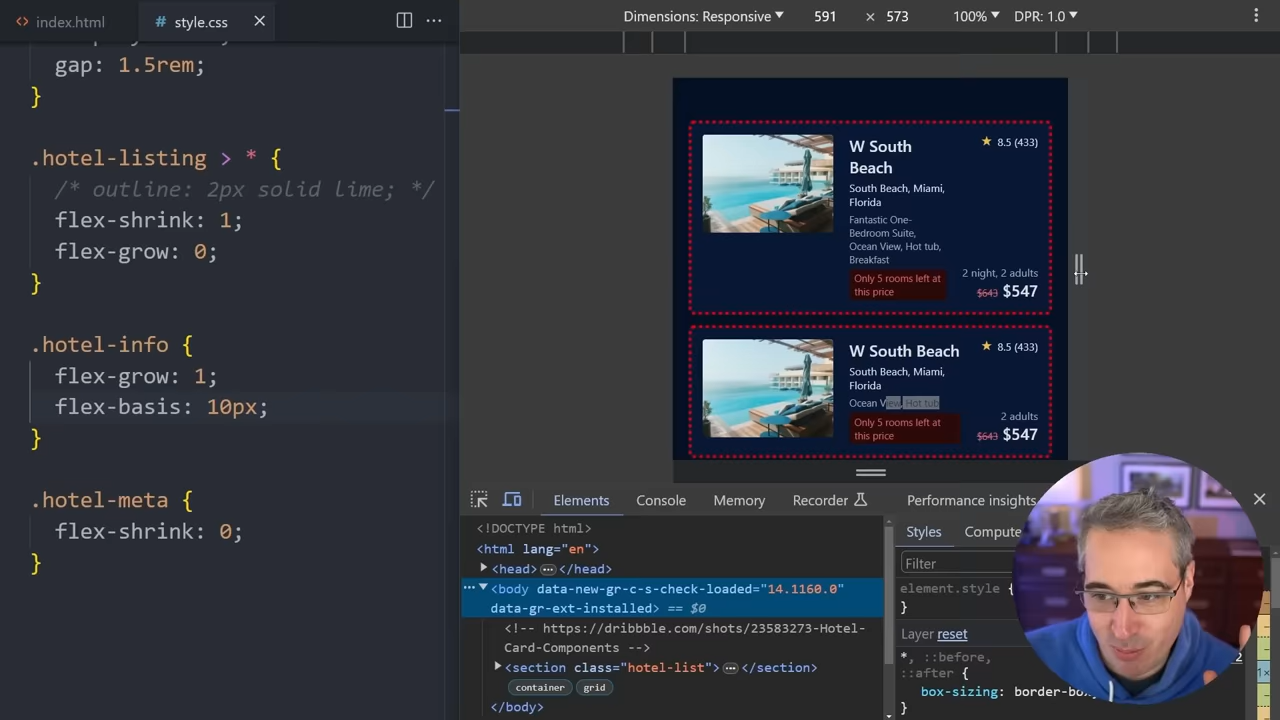 index.html
style.css
gap: 1.5rem;
}
.hotel-listing > * {
/* outline: 2px solid lime; */
flex-shrink: 1;
flex-grow: 0;
}
.hotel-info {
flex-grow: 1;
flex-basis: 10px;
}
.hotel-meta {
flex-shrink: 0;
}
Dimensions: Responsive 591 × 573 100% DPR: 1.0
W South
Beach
8.5 (433)
South Beach, Miami,
Florida
Fantastic One-
Bedroom Suite,
Ocean View, Hot tub,
Breakfast
Only 5 rooms left at
this price
2 night, 2 adults
$643 $547
W South Beach
8.5 (433)
South Beach, Miami,
Florida
Ocean View, Hot tub
Only 5 rooms left at
this price
2 adults
$643 $547
Elements Console Memory Recorder Performance insights
<!DOCTYPE html>
<html lang="en">
<head> ••• </head>
••• <body data-new-gr-c-s-check-loaded="14.1160.0"
data-gr-ext-installed> == $0
<!-- https://dribbble.com/shots/23583273-Hotel-
Card-Components -->
<section class="hotel-list"> ••• </section>
container grid
</body>
Styles Compute
Filter
element.style {
}
Layer reset
*, ::before,
::after {
box-sizing: border-box
}